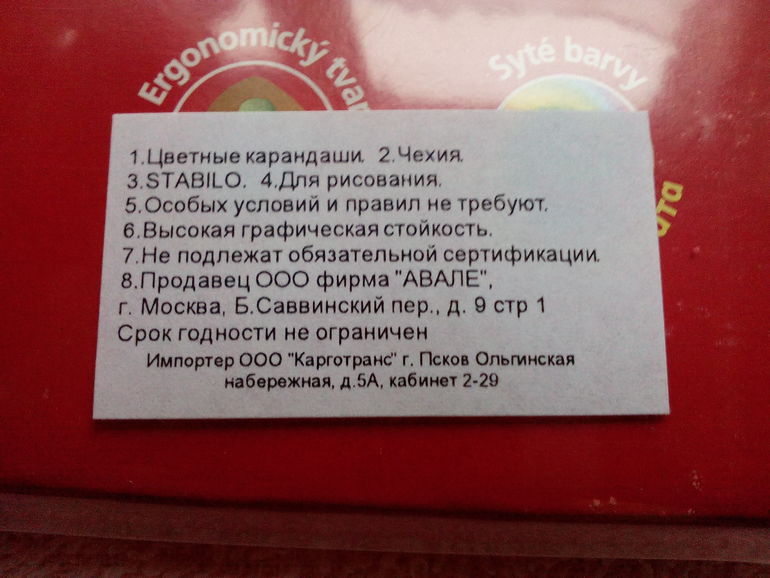 Ergonomický tvar
Syté barvy
1.Цветные карандаши. 2.Чехия.
3.STABILO. 4.Для рисования.
5.Особых условий и правил не требуют.
6.Высокая графическая стойкость.
7.Не подлежат обязательной сертификации.
8.Продавец ООО фирма "АВАЛЕ",
г. Москва, Б.Саввинский пер., д. 9 стр 1
Срок годности не ограничен
Импортер ООО "Карготранс" г. Псков Ольгинская
набережная, д.5А, кабинет 2-29